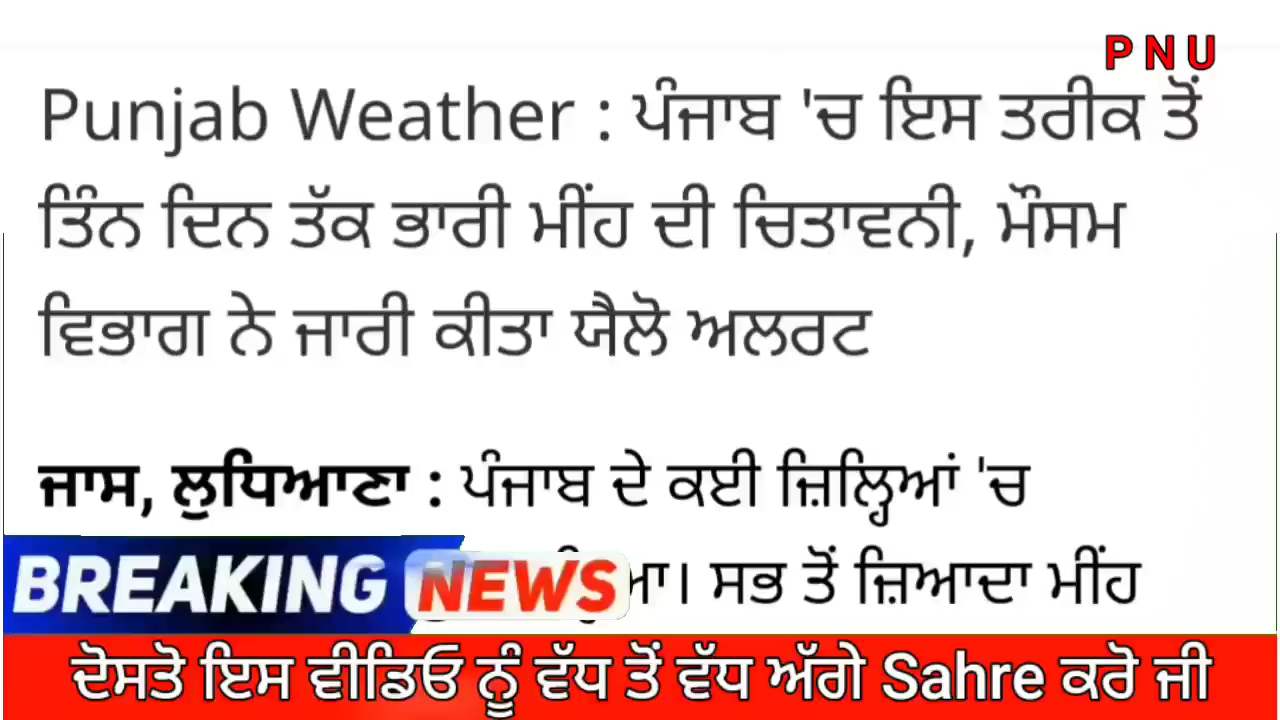 PNU
Punjab Weather : ਪੰਜਾਬ 'ਚ ਇਸ ਤਰੀਕ ਤੋਂ
ਤਿੰਨ ਦਿਨ ਤੱਕ ਭਾਰੀ ਮੀਂਹ ਦੀ ਚਿਤਾਵਨੀ, ਮੌਸਮ
ਵਿਭਾਗ ਨੇ ਜਾਰੀ ਕੀਤਾ ਯੈਲੋ ਅਲਰਟ
ਜਾਸ, ਲੁਧਿਆਣਾ : ਪੰਜਾਬ ਦੇ ਕਈ ਜ਼ਿਲ੍ਹਿਆਂ 'ਚ
ਸਭ ਤੋਂ ਜ਼ਿਆਦਾ ਮੀਂਹ
BREAKING NEWS
ਦੋਸਤੋ ਇਸ ਵੀਡਿਓ ਨੂੰ ਵੱਧ ਤੋਂ ਵੱਧ ਅੱਗੇ Sahre ਕਰੋ ਜੀ